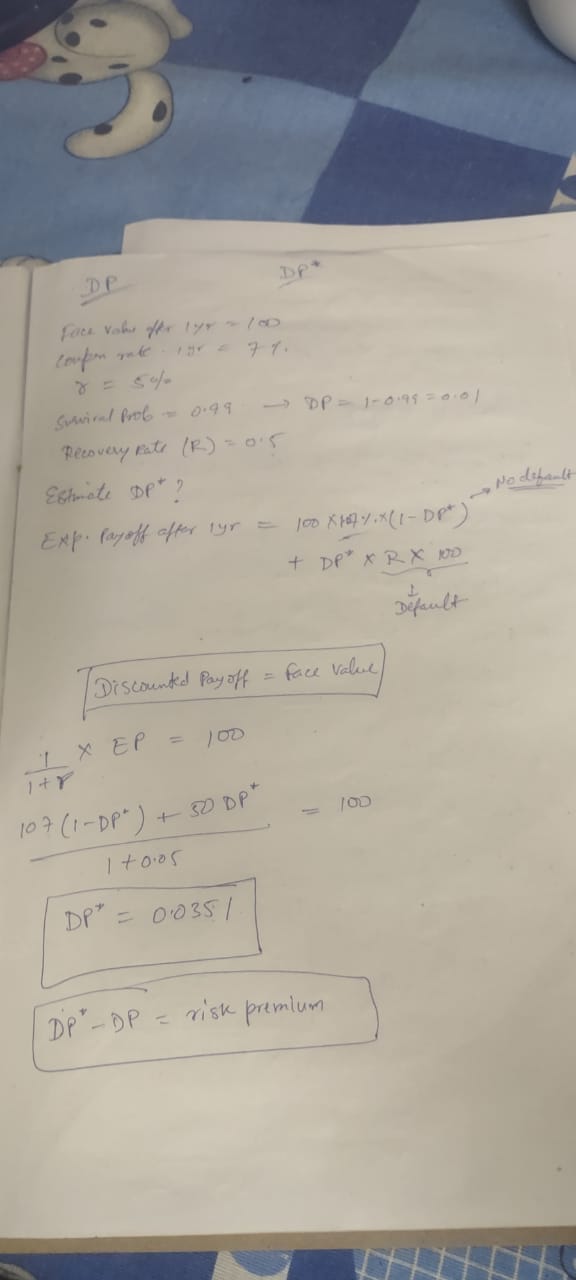 DP DP*
Face value after 1yr = 100
Coupon rate 1yr = 7%.
r = 5%
Survival Prob = 0.99 → DP = 1-0.99 = 0.01
Recovery Rate (R) = 0.5
Estimate DP* ?
Exp. Payoff after 1yr = 100 X 107%. X (1 - DP*) → No default
+ DP* X R X 100
↓
Default
Discounted Payoff = Face Value
1/1+r X EP = 100
107 (1-DP*) + 50 DP* / 1+0.05 = 100
DP* = 0.0351
DP* - DP = risk premium